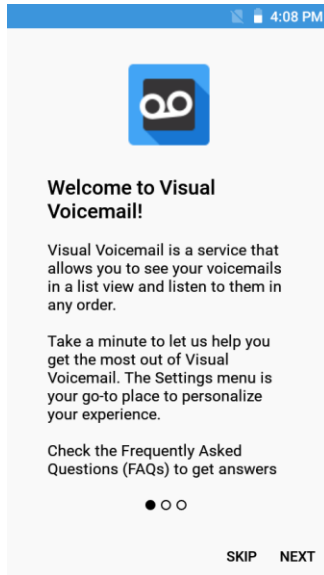 4:08 PM
Welcome to Visual
Voicemail!
Visual Voicemail is a service that
allows you to see your voicemails
in a list view and listen to them in
any order.
Take a minute to let us help you
get the most out of Visual
Voicemail. The Settings menu is
your go-to place to personalize
your experience.
Check the Frequently Asked
Questions (FAQs) to get answers
SKIP NEXT